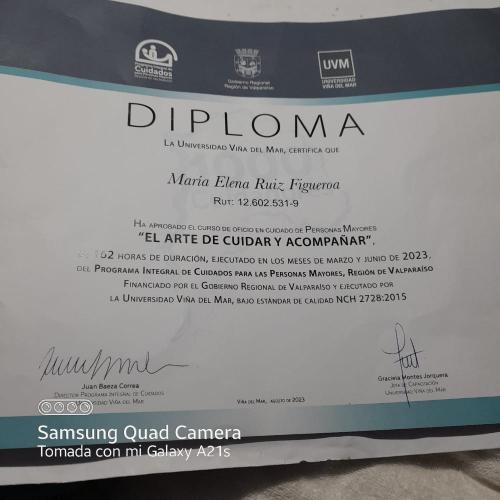 Cuidados
Gobierno Regional
Región de Valparaíso
UVM
UNIVERSIDAD
VIÑA DEL MAR
DIPLOMA
La Universidad Viña del Mar, certifica que
María Elena Ruiz Figueroa
Rut: 12.602.531-9
Ha aprobado el curso de oficio en cuidado de Personas Mayores
"EL ARTE DE CUIDAR Y ACOMPAÑAR",
162 horas de duración, ejecutado en los meses de marzo y junio de 2023,
del Programa Integral de Cuidados para las Personas Mayores, Región de Valparaíso
Financiado por el Gobierno Regional de Valparaíso y ejecutado por
la Universidad Viña del Mar, bajo estándar de calidad NCH 2728:2015
Juan Baeza Correa
Director Programa Integral de Cuidados
Viña del Mar
Graciela Montes Jorquera
Jefa de Capacitación
Universidad Viña del Mar
Viña del Mar, agosto de 2023
Samsung Quad Camera
Tomada con mi Galaxy A21s